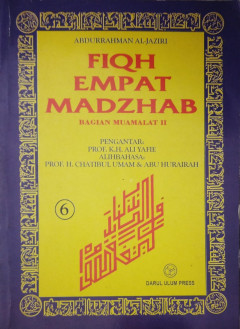 ABDURRAHMAN AL-JAZIRI
FIQH
EMPAT
MADZHAB
BAGIAN MUAMALAT II
PENGANTAR:
PROF. K.H. ALI YAFIE
ALIHBAHASA:
PROF. H. CHATIBUL UMAM & ABU HURAIRAH
6
DARUL ULUM PRESS